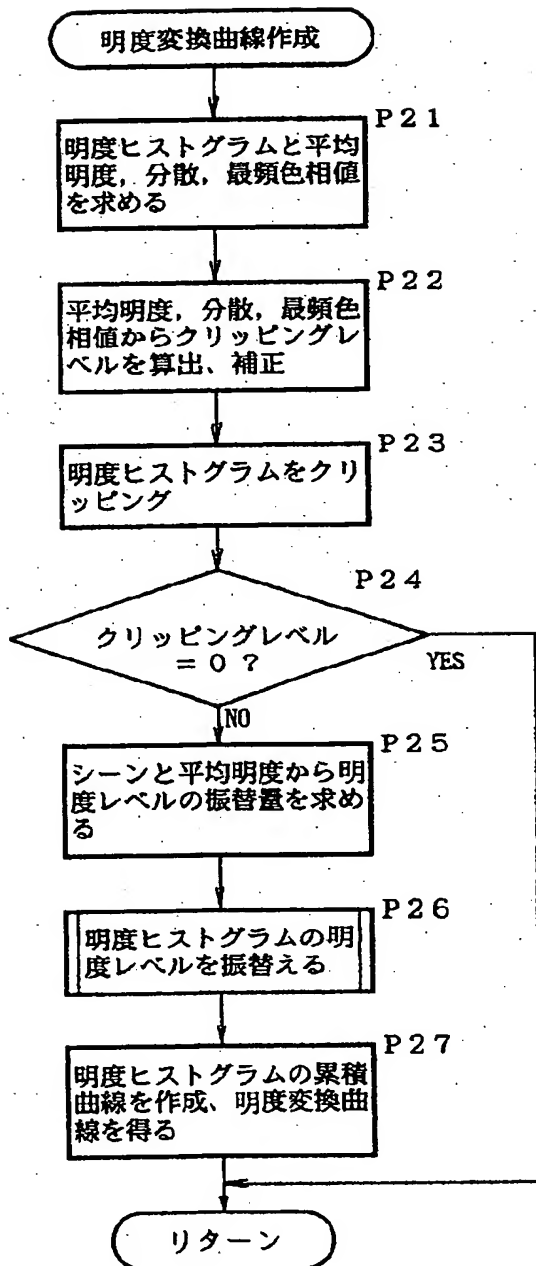 明度変換曲線作成
P21
明度ヒストグラムと平均
明度，分散，最頻色相値
を求める
P22
平均明度，分散，最頻色
相値からクリッピングレ
ベルを算出、補正
P23
明度ヒストグラムをクリ
ッピング
P24
クリッピングレベル
＝０？
YES
NO
P25
シーンと平均明度から明
度レベルの振替量を求め
る
P26
明度ヒストグラムの明
度レベルを振替える
P27
明度ヒストグラムの累積
曲線を作成、明度変換曲
線を得る
リターン